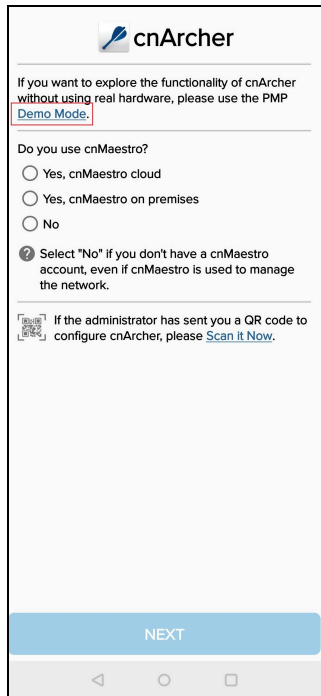 cnArcher
If you want to explore the functionality of cnArcher
without using real hardware, please use the PMP
Demo Mode.
Do you use cnMaestro?
Yes, cnMaestro cloud
Yes, cnMaestro on premises
No
? Select "No" if you don't have a cnMaestro
account, even if cnMaestro is used to manage
the network.
If the administrator has sent you a QR code to
configure cnArcher, please Scan it Now.
NEXT